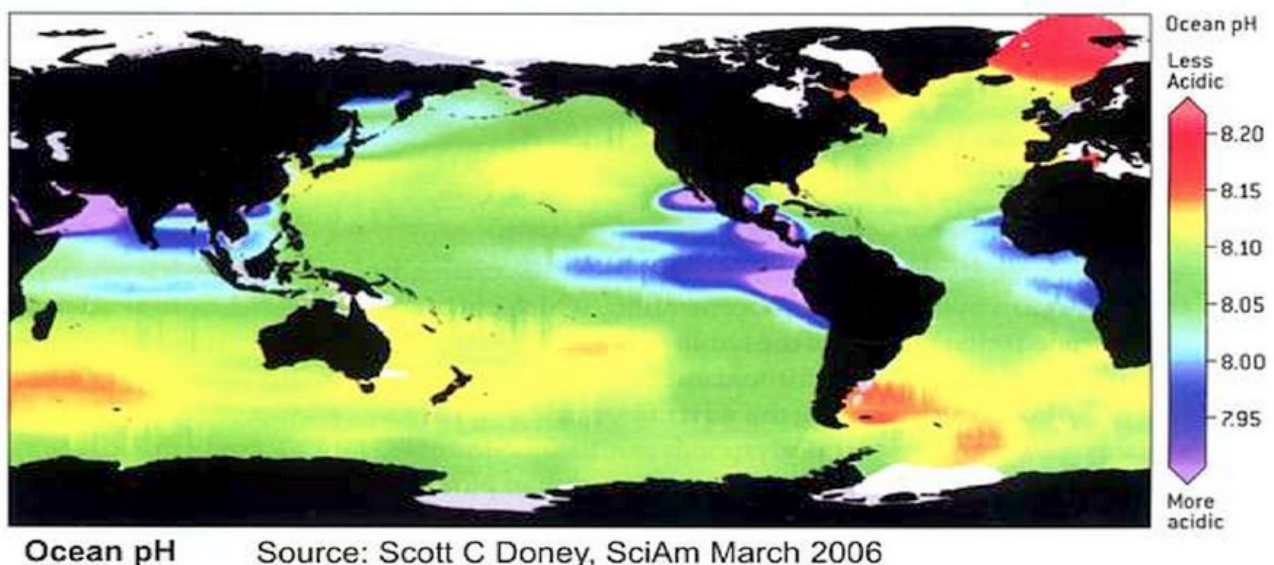 Ocean pH
Less
Acidic
8.20
8.15
8.10
8.05
8.00
7.95
More
acidic
Ocean pH Source: Scott C Doney, SciAm March 2006